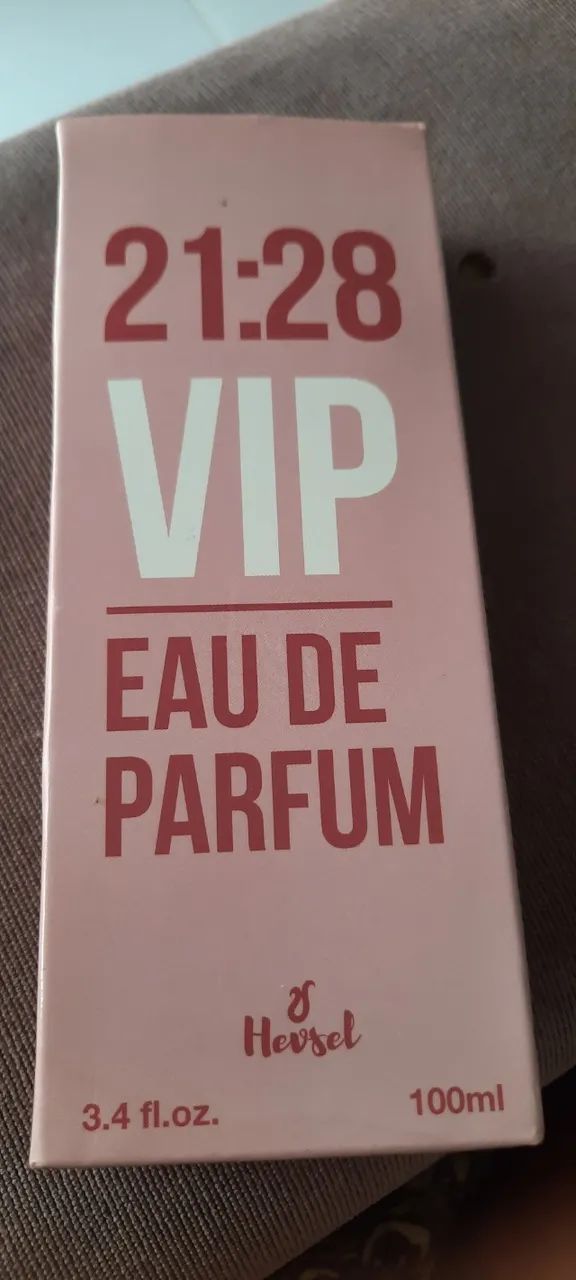 21:28
VIP
EAU DE
PARFUM
Hevsel
3.4 fl.oz.
100ml